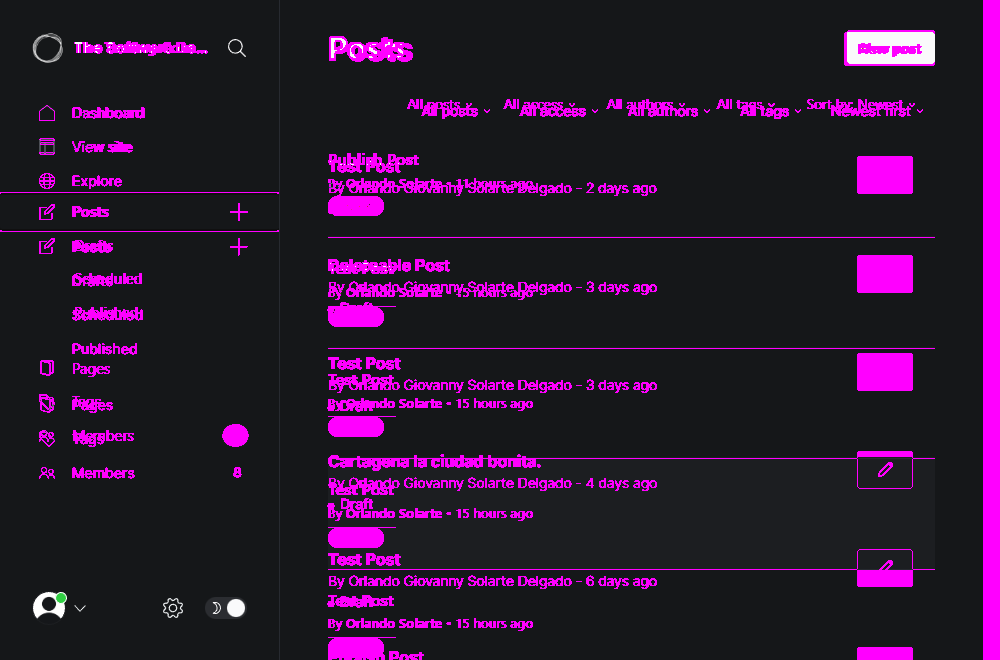 Posts
New post
Dashboard
View site
Explore
Posts
Drafts
Scheduled
Published
Published
Pages
Pages
Tags
Tags
Members
Members
8
All posts
All access
All authors
All tags
Sort by: Newest
All posts
All access
All authors
All tags
Newest first
Publish Post
Test Post
By Orlando Solarte - 11 hours ago
By Orlando Giovanny Solarte Delgado - 2 days ago
Deleteable Post
By Orlando Giovanny Solarte Delgado - 3 days ago
By Orlando Solarte - 15 hours ago
Draft
Test Post
Test Post
By Orlando Giovanny Solarte Delgado - 3 days ago
By Orlando Solarte - 15 hours ago
Draft
Cartagena la ciudad bonita.
By Orlando Giovanny Solarte Delgado - 4 days ago
Test Post
Draft
By Orlando Solarte - 15 hours ago
Test Post
By Orlando Giovanny Solarte Delgado - 6 days ago
Test Post
Draft
By Orlando Solarte - 15 hours ago
Post